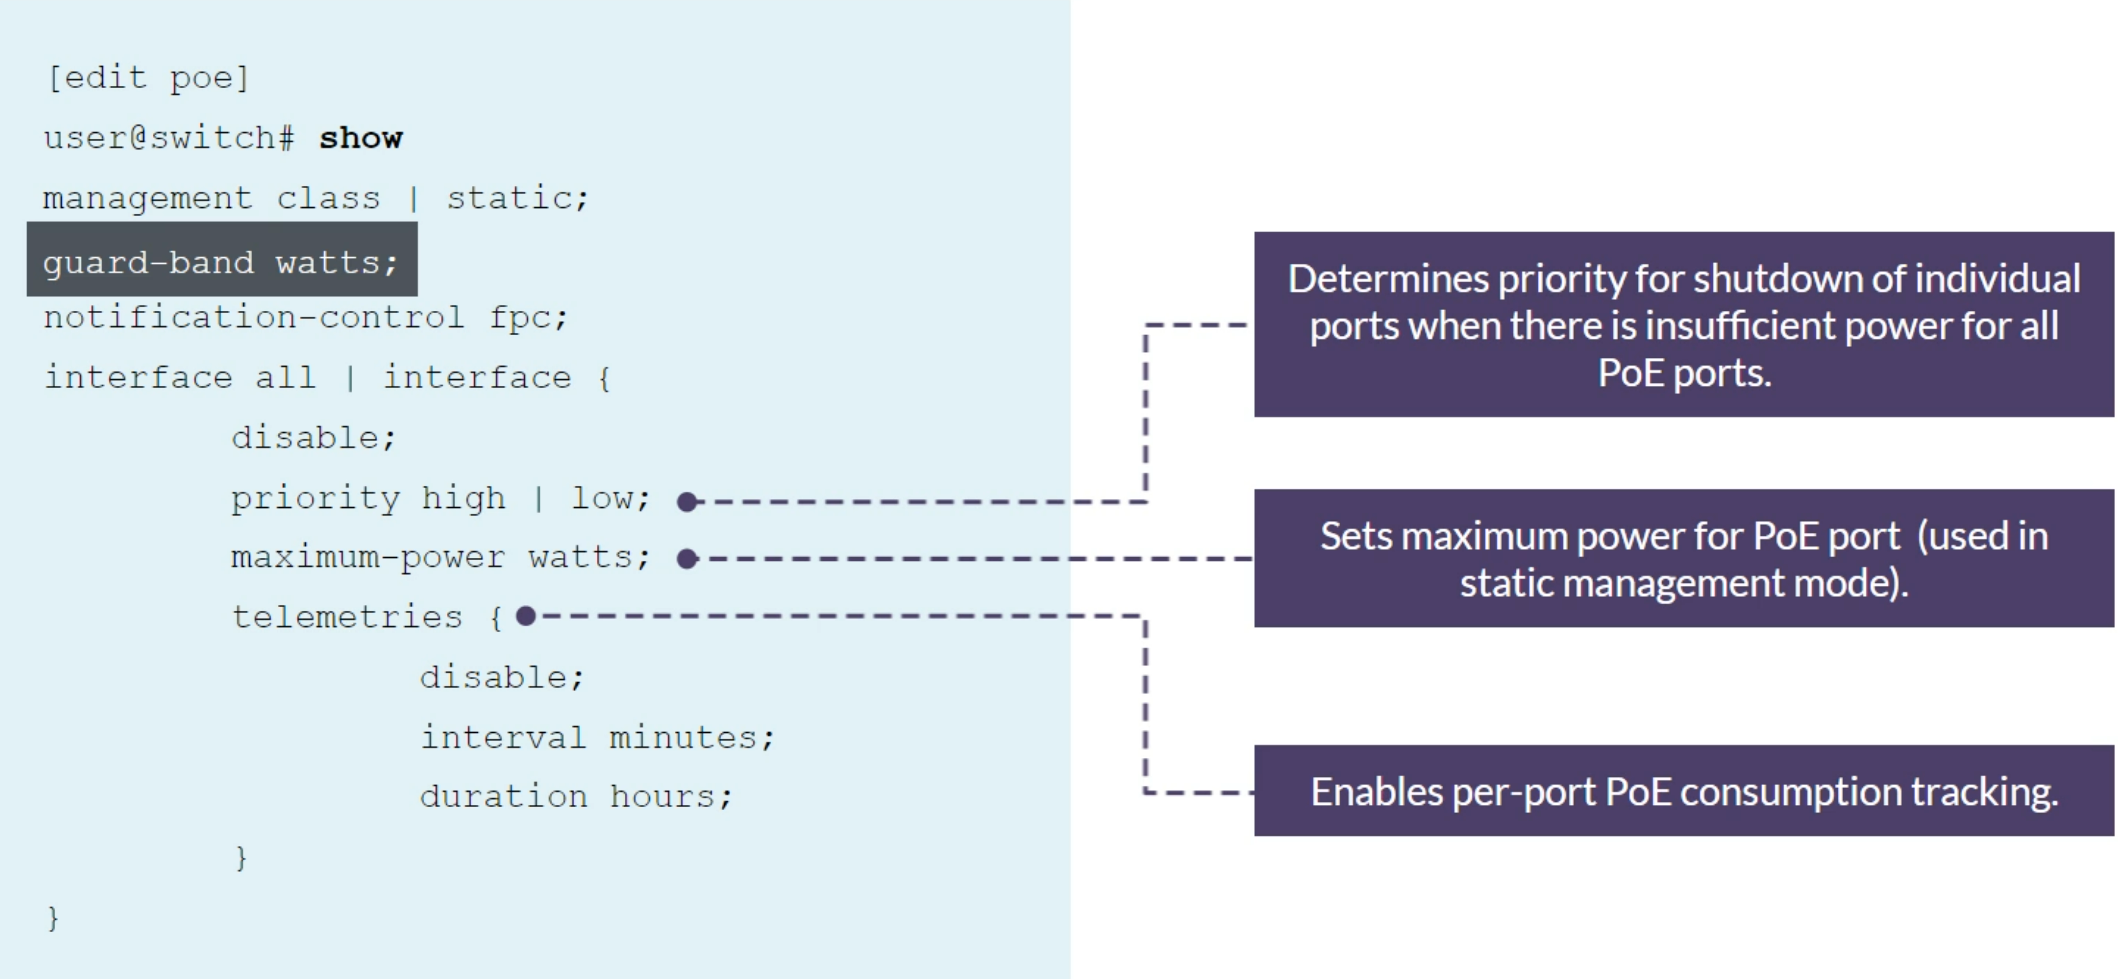 [edit poe]
user@switch# show
management class | static;
guard-band watts;
notification-control fpc;
interface all | interface {
disable;
priority high | low;
maximum-power watts;
telemetries {
disable;
interval minutes;
duration hours;
}
}
Determines priority for shutdown of individual
ports when there is insufficient power for all
PoE ports.
Sets maximum power for PoE port (used in
static management mode).
Enables per-port PoE consumption tracking.